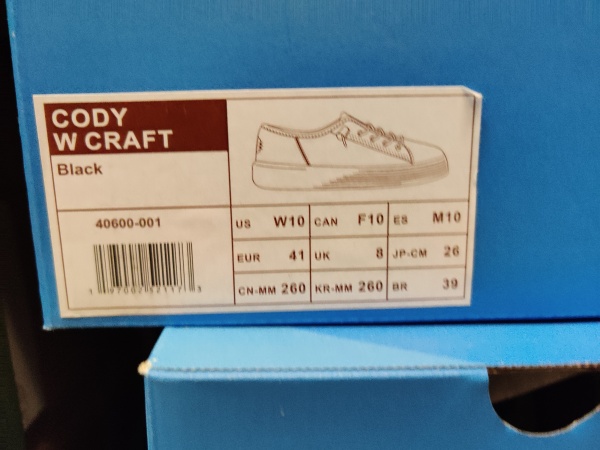 CODY
W CRAFT
Black
40600-001
US W10 CAN F10 ES M10
EUR 41 UK 8 JP-CM 26
CN-MM 260 KR-MM 260 BR 39